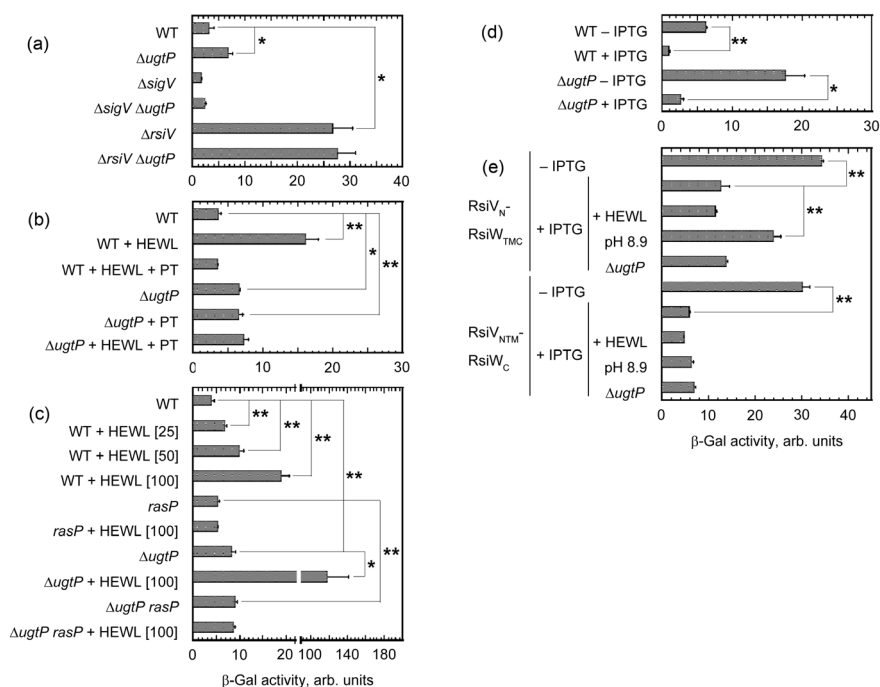 (a)
WT
ΔugtP
ΔsigV
ΔsigV ΔugtP
ΔrsiV
ΔrsiV ΔugtP
*
*
0 10 20 30 40
(b)
WT
WT + HEWL
WT + HEWL + PT
ΔugtP
ΔugtP + PT
ΔugtP + HEWL + PT
**
*
**
0 10 20 30
(c)
WT
WT + HEWL [25]
WT + HEWL [50]
WT + HEWL [100]
rasP
rasP + HEWL [100]
ΔugtP
ΔugtP + HEWL [100]
ΔugtP rasP
ΔugtP rasP + HEWL [100]
**
**
**
**
**
*
0 10 20 100 140 180
β-Gal activity, arb. units
(d)
WT – IPTG
WT + IPTG
ΔugtP – IPTG
ΔugtP + IPTG
**
*
0 10 20 30
(e)
– IPTG
RsiVN-
RsiWTMC
+ IPTG
+ HEWL
pH 8.9
ΔugtP
**
**
– IPTG
RsiVNTM-
RsiWC
+ IPTG
+ HEWL
pH 8.9
ΔugtP
**
0 10 20 30 40
β-Gal activity, arb. units